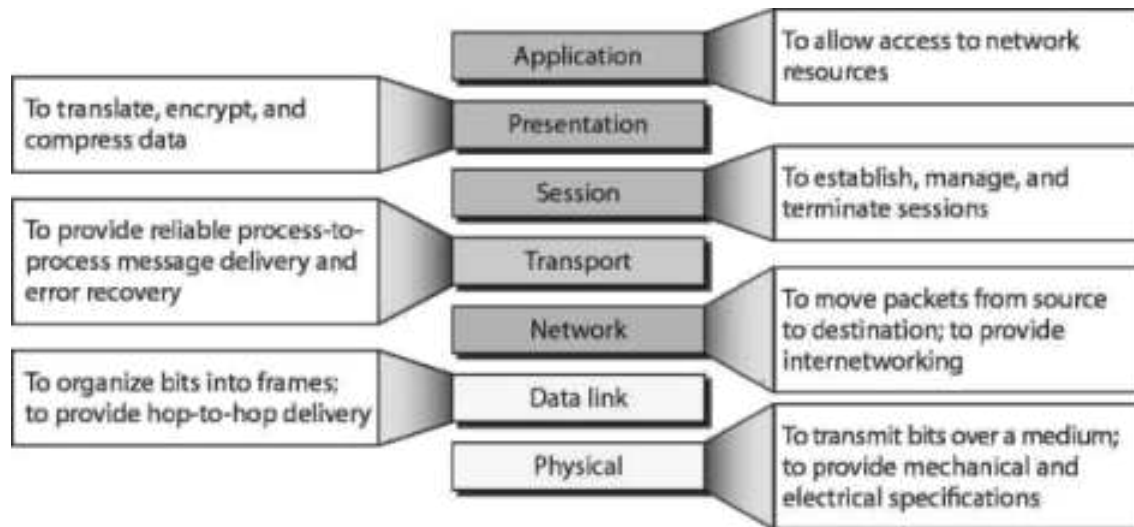 Application
To allow access to network
resources
To translate, encrypt, and
compress data
Presentation
Session
To establish, manage, and
terminate sessions
To provide reliable process-to-
process message delivery and
error recovery
Transport
Network
To move packets from source
to destination; to provide
internetworking
To organize bits into frames;
to provide hop-to-hop delivery
Data link
Physical
To transmit bits over a medium;
to provide mechanical and
electrical specifications